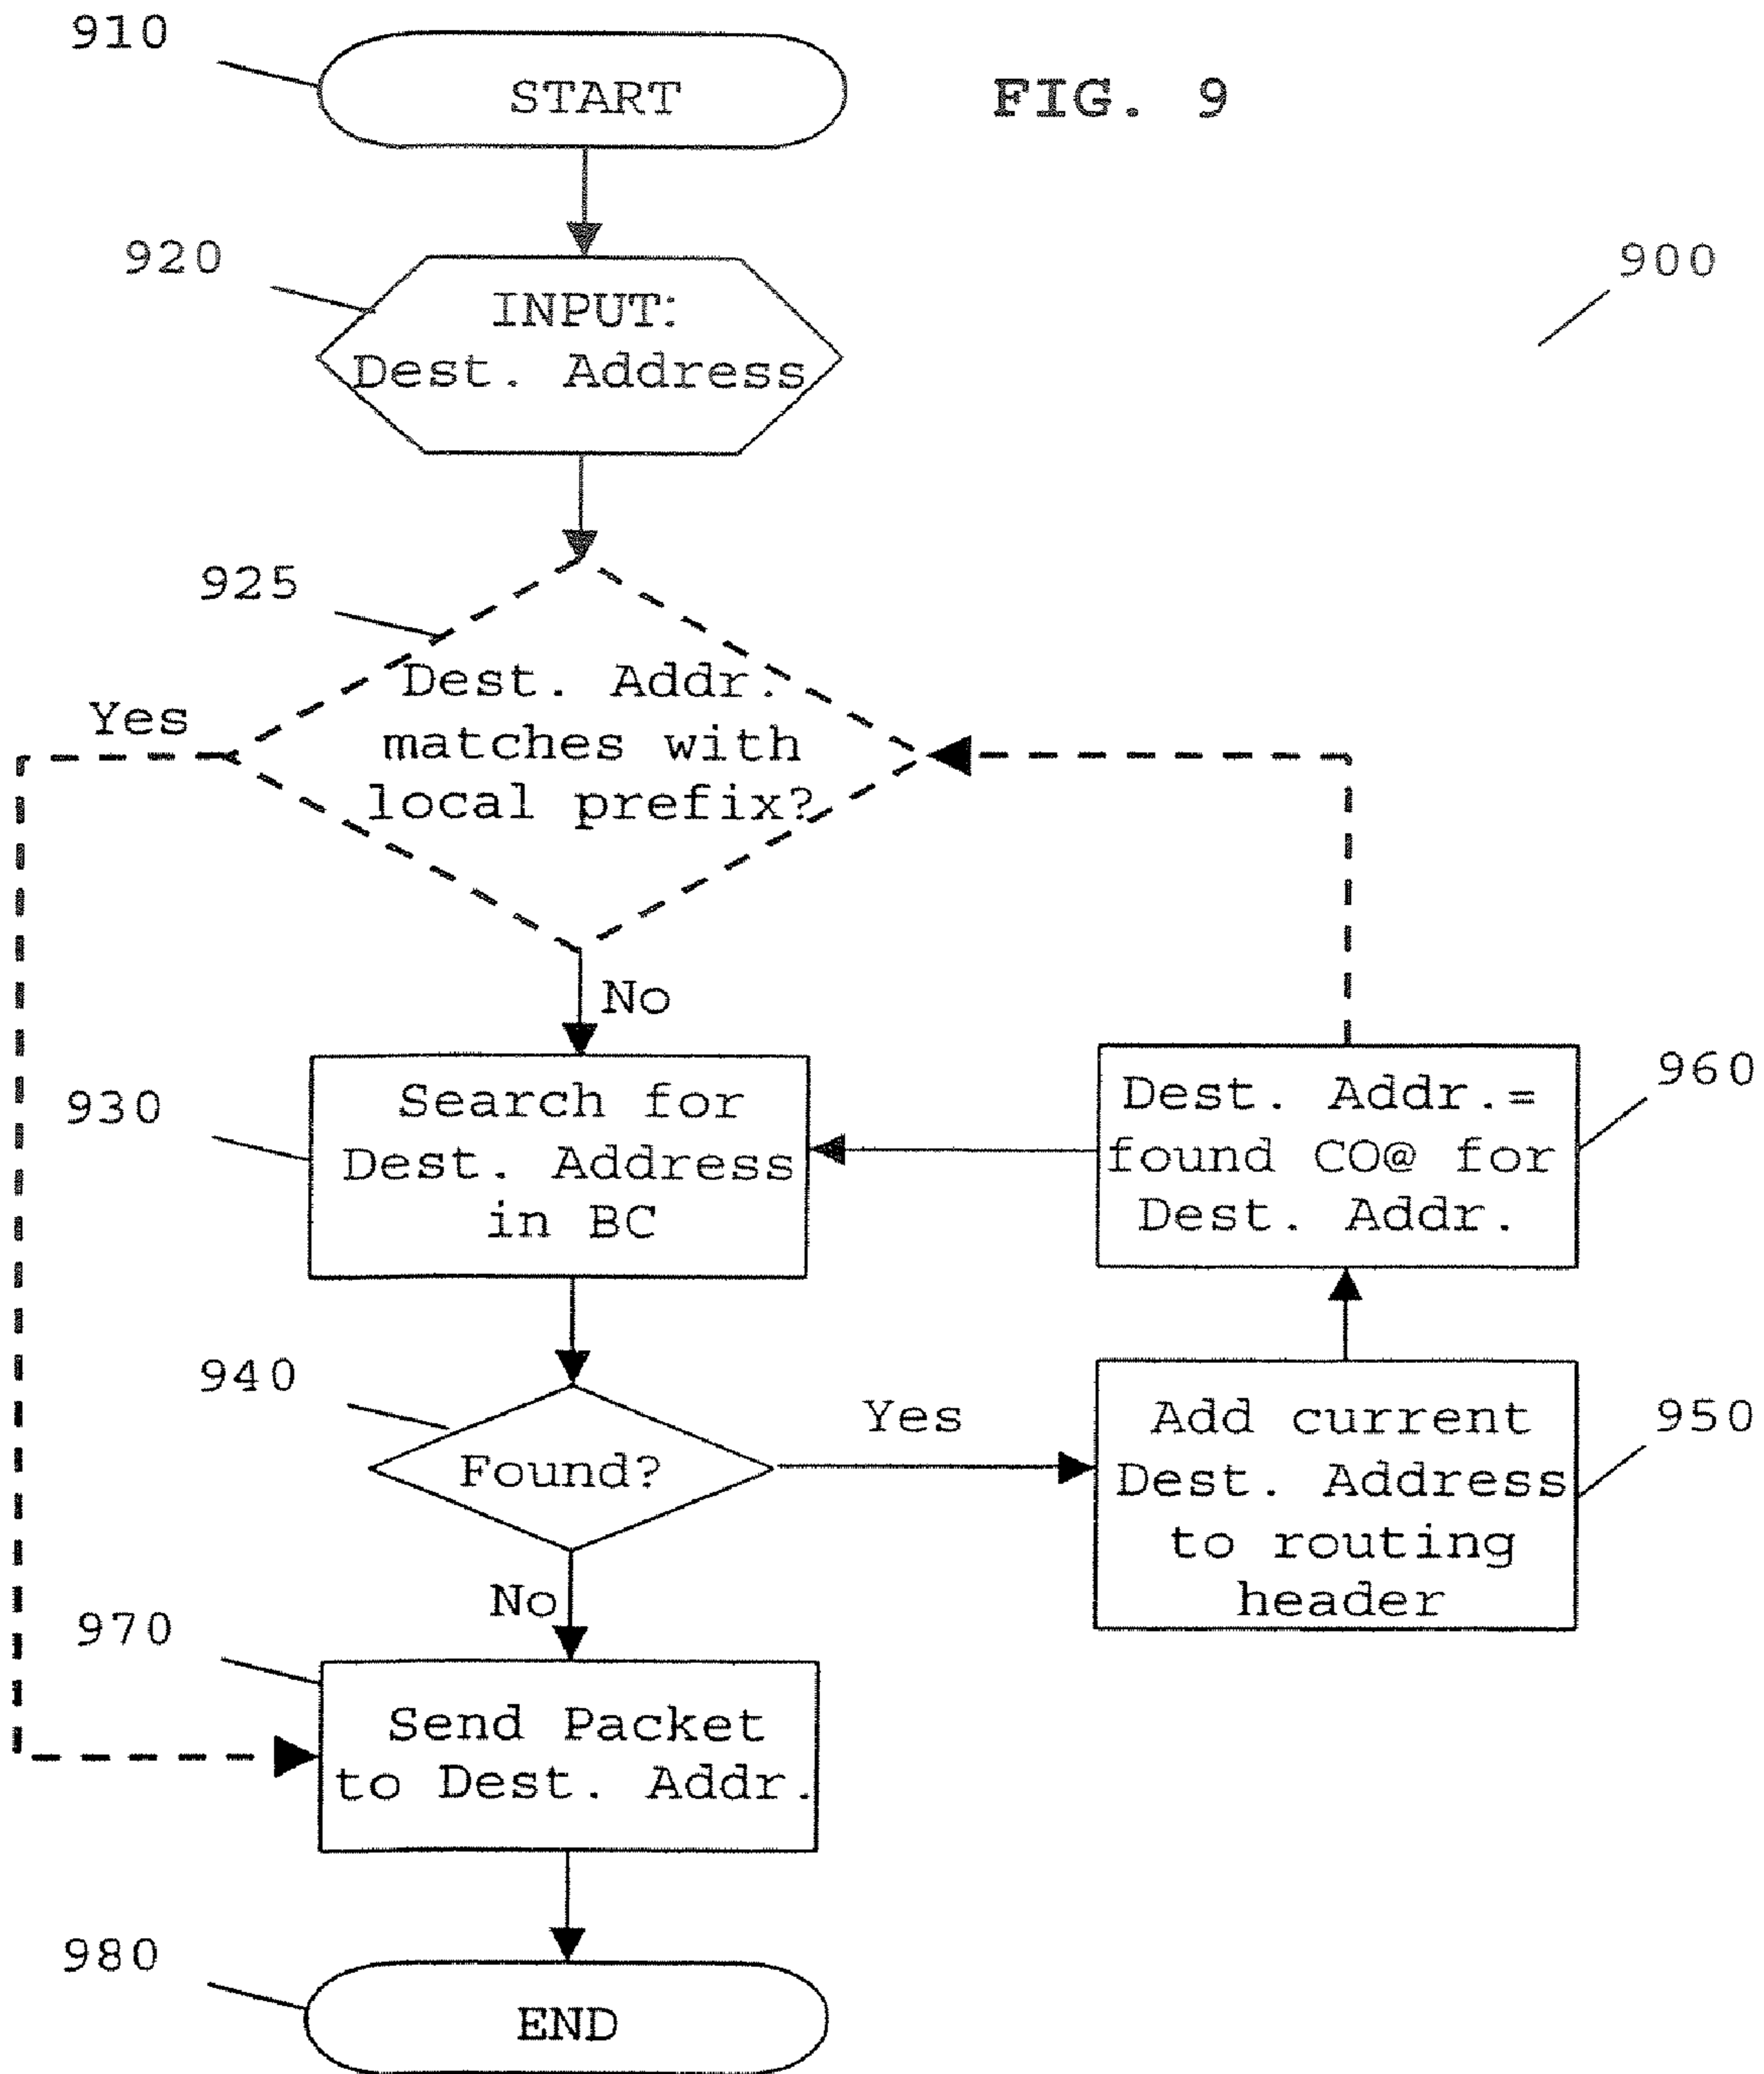 910
START
FIG. 9
920
INPUT:
Dest. Address
900
925
Dest. Addr.
matches with
local prefix?
Yes
No
930
Search for
Dest. Address
in BC
960
Dest. Addr.=
found CO@ for
Dest. Addr.
940
Found?
Yes
950
Add current
Dest. Address
to routing
header
No
970
Send Packet
to Dest. Addr.
980
END